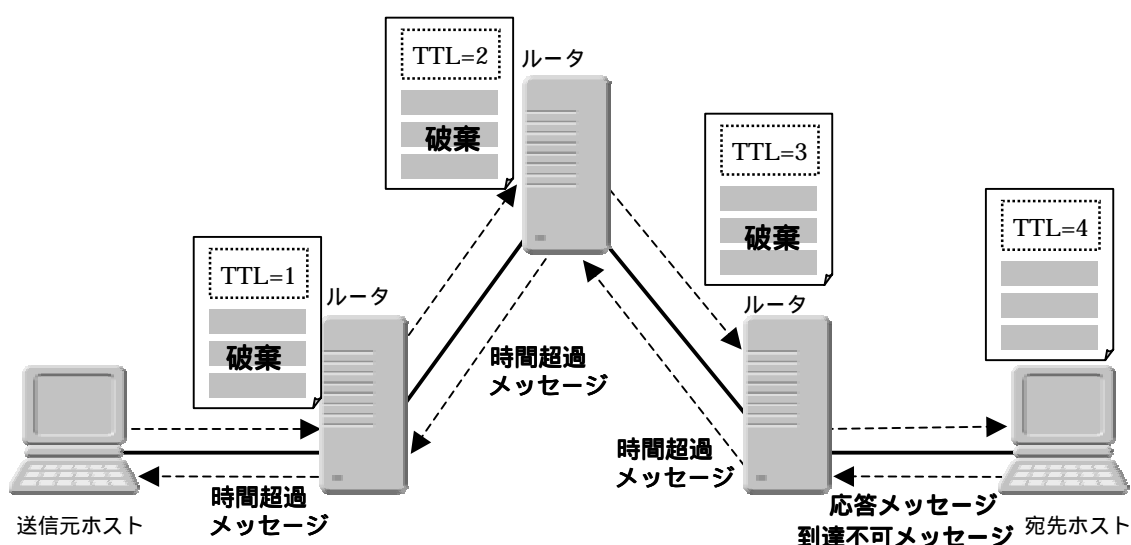 TTL=2
破棄
ルータ
TTL=3
破棄
ルータ
TTL=4
TTL=1
破棄
ルータ
時間超過
メッセージ
時間超過
メッセージ
時間超過
メッセージ
応答メッセージ
到達不可メッセージ
送信元ホスト
宛先ホスト